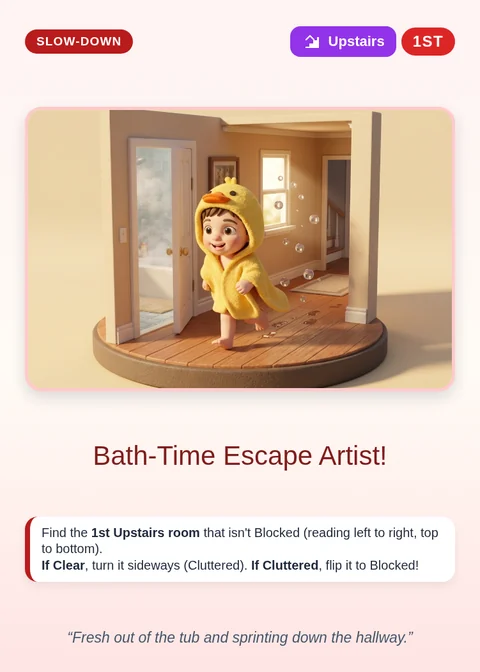 SLOW-DOWN
Upstairs
1ST
Bath-Time Escape Artist!
Find the 1st Upstairs room that isn't Blocked (reading left to right, top
to bottom).
If Clear, turn it sideways (Cluttered). If Cluttered, flip it to Blocked!
“Fresh out of the tub and sprinting down the hallway.”